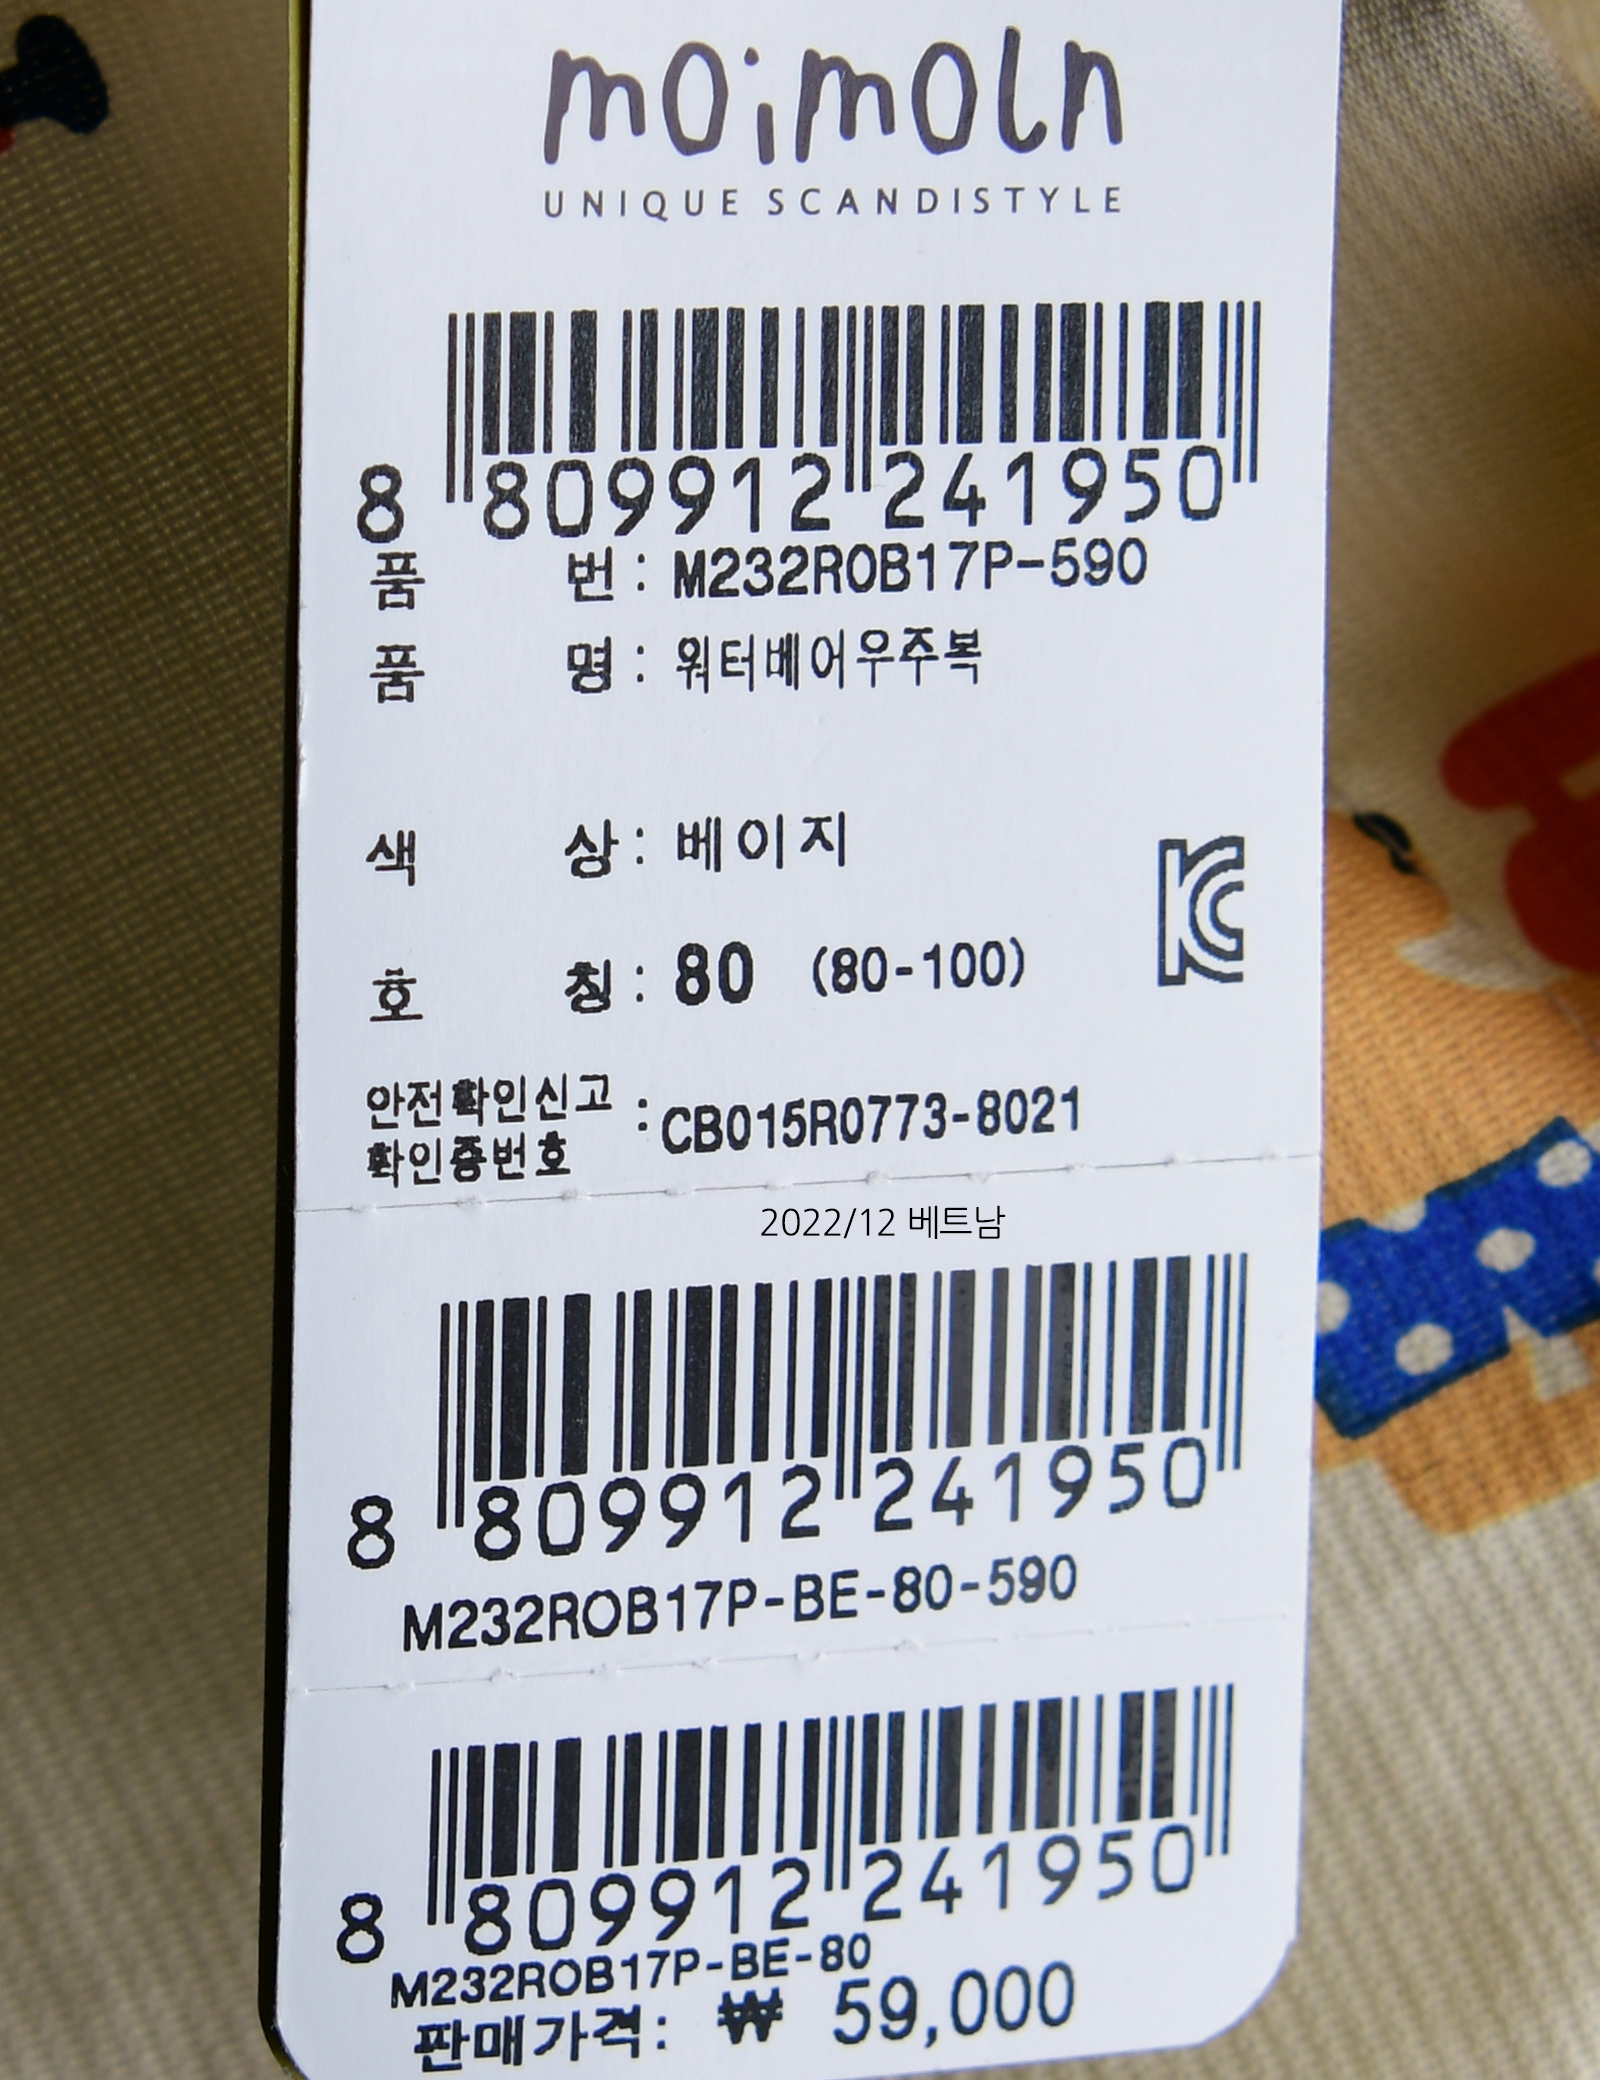 moimoln
UNIQUE SCANDISTYLE
8 809912 241950
품 번 : M232ROB17P-590
품 명 : 워터베어우주복
색 상 : 베이지
호 칭 : 80 (80-100)
안전확인신고
확인증번호 : CB015R0773-8021
2022/12 베트남
8 809912 241950
M232ROB17P-BE-80-590
8 809912 241950
M232ROB17P-BE-80
판매가격: ₩ 59,000